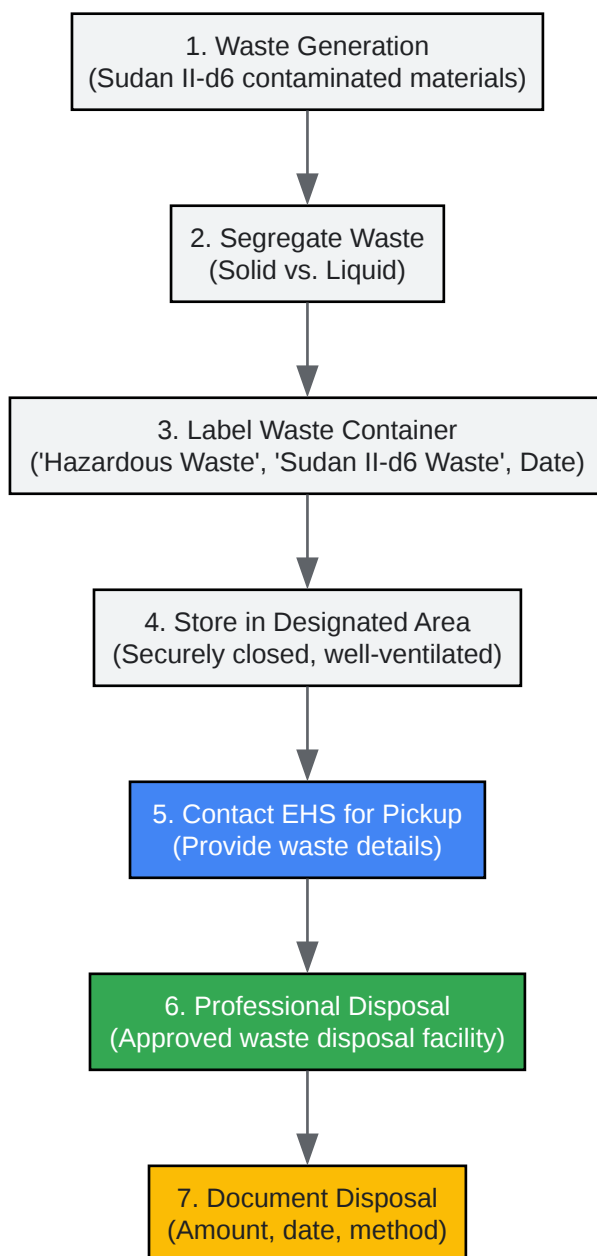 1. Waste Generation
(Sudan II-d6 contaminated materials)
2. Segregate Waste
(Solid vs. Liquid)
3. Label Waste Container
('Hazardous Waste', 'Sudan II-d6 Waste', Date)
4. Store in Designated Area
(Securely closed, well-ventilated)
5. Contact EHS for Pickup
(Provide waste details)
6. Professional Disposal
(Approved waste disposal facility)
7. Document Disposal
(Amount, date, method)